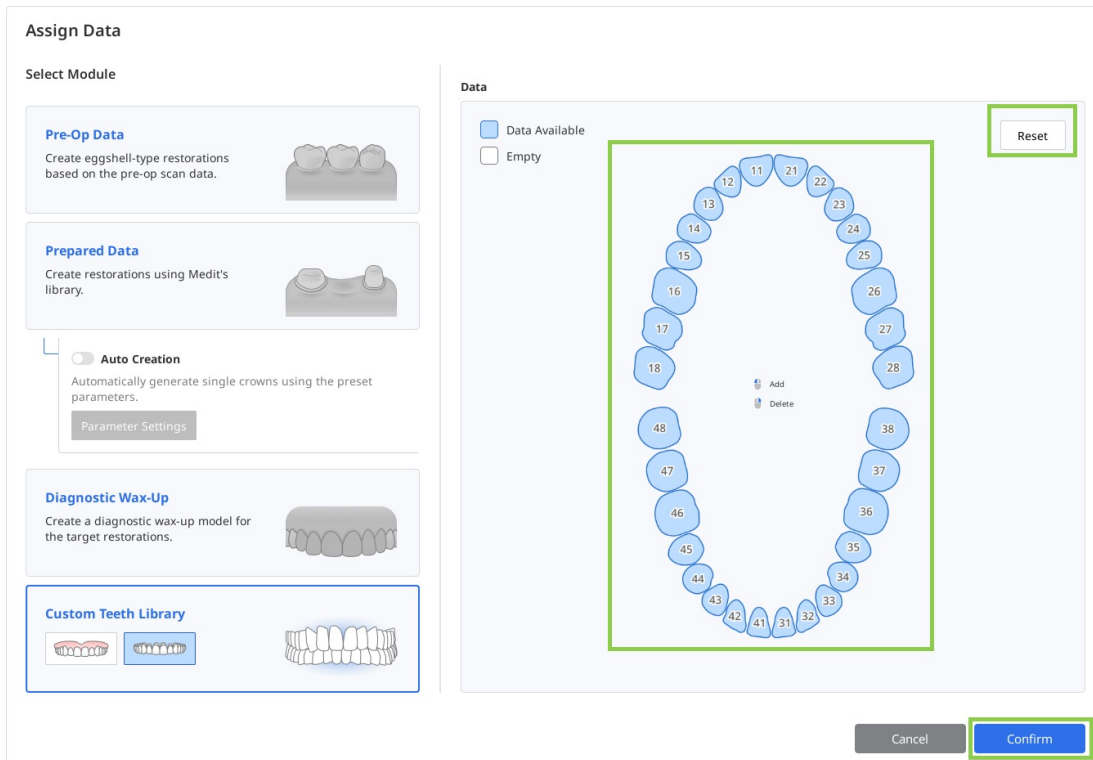 Assign Data
Select Module
Pre-Op Data
Create eggshell-type restorations
based on the pre-op scan data.
Prepared Data
Create restorations using Medit's
library.
Auto Creation
Automatically generate single crowns using the preset
parameters.
Parameter Settings
Diagnostic Wax-Up
Create a diagnostic wax-up model for
the target restorations.
Custom Teeth Library
Data
Data Available
Empty
Reset
11 21
12 22
13 23
14 24
15 25
16 26
17 27
18 28
Add
Delete
48 38
47 37
46 36
45 35
44 34
43 33
42 41 31 32
Cancel
Confirm